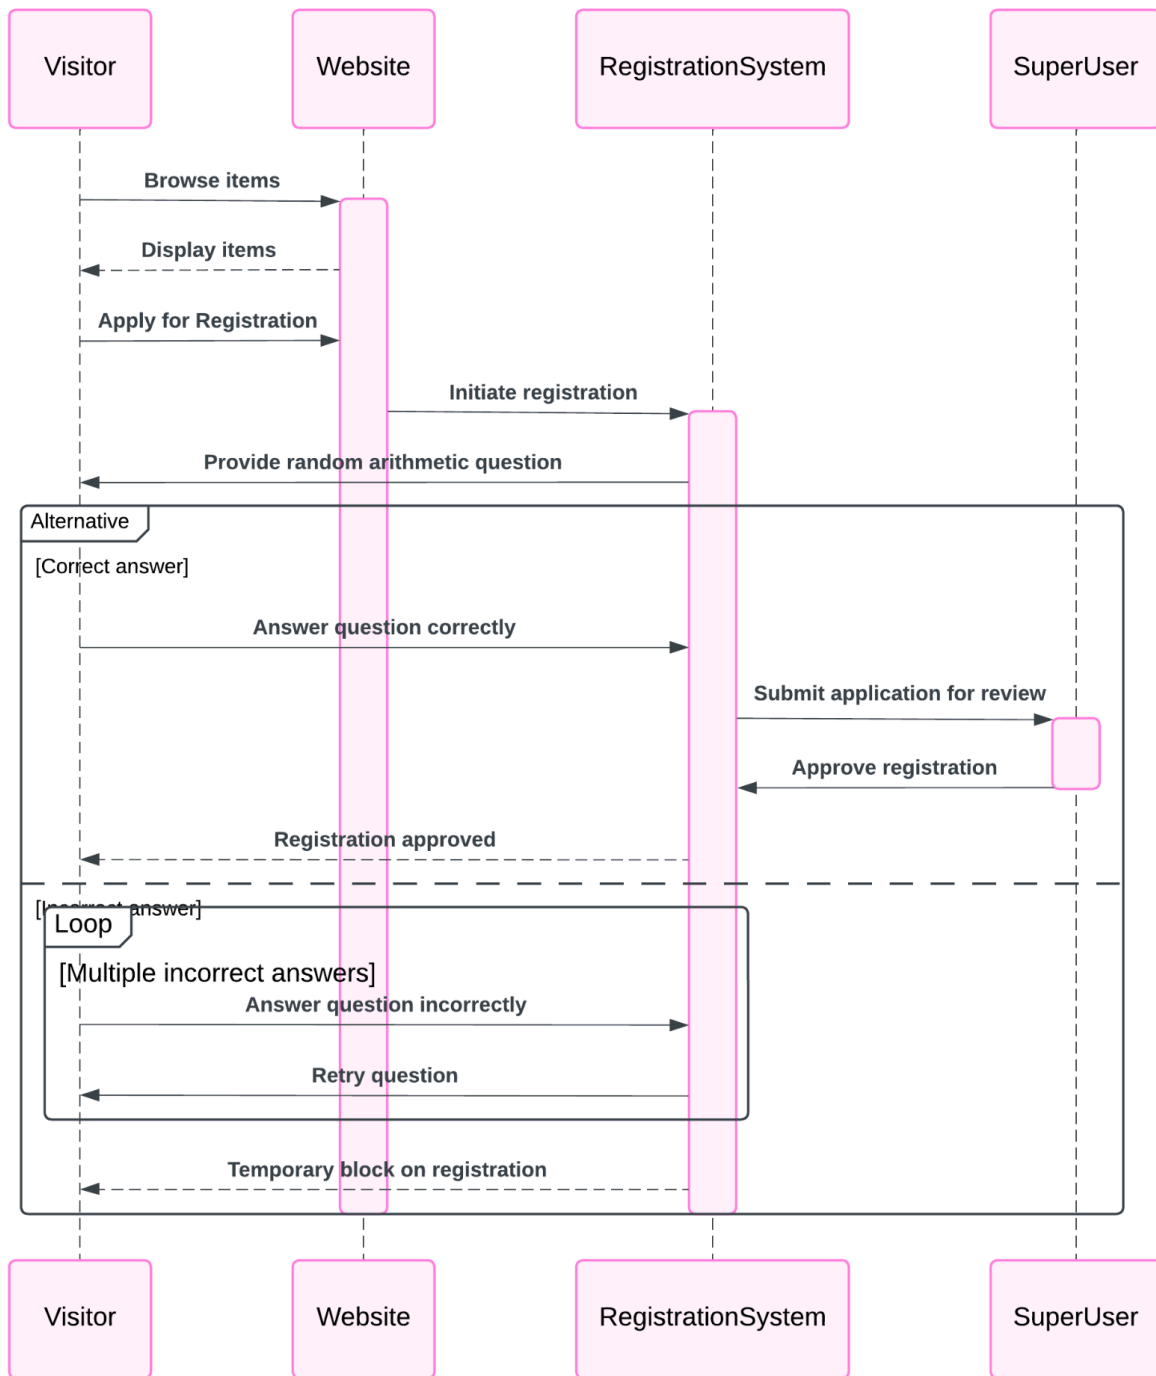 Visitor
Website
RegistrationSystem
SuperUser
Browse items
Display items
Apply for Registration
Initiate registration
Provide random arithmetic question
Alternative
[Correct answer]
Answer question correctly
Submit application for review
Approve registration
Registration approved
[Incorrect answer]
Loop
[Multiple incorrect answers]
Answer question incorrectly
Retry question
Temporary block on registration
Visitor
Website
RegistrationSystem
SuperUser